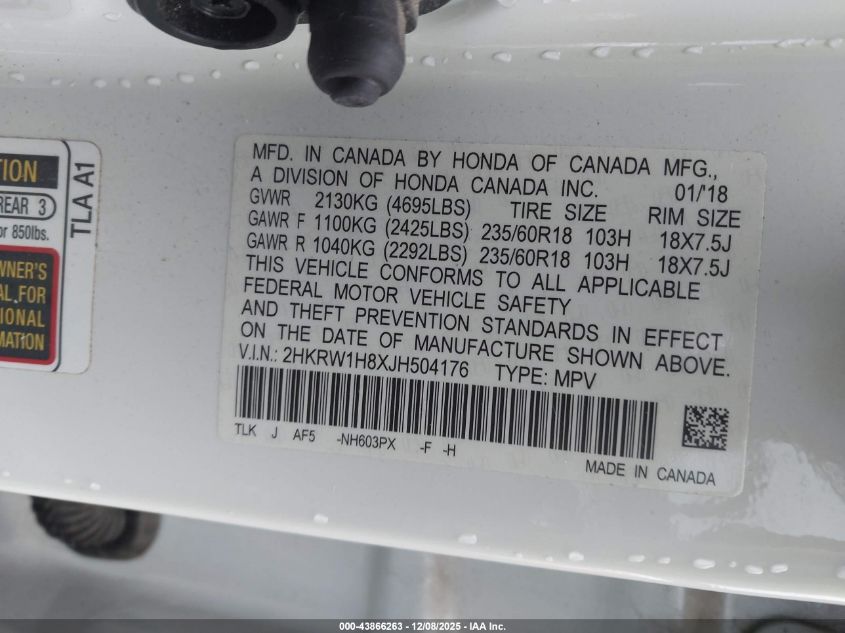 MFD. IN CANADA BY HONDA OF CANADA MFG.,
A DIVISION OF HONDA CANADA INC. 01/'18
GVWR 2130KG (4695LBS) TIRE SIZE RIM SIZE
GAWR F 1100KG (2425LBS) 235/60R18 103H 18X7.5J
GAWR R 1040KG (2292LBS) 235/60R18 103H 18X7.5J
THIS VEHICLE CONFORMS TO ALL APPLICABLE
FEDERAL MOTOR VEHICLE SAFETY
AND THEFT PREVENTION STANDARDS IN EFFECT
ON THE DATE OF MANUFACTURE SHOWN ABOVE.
V.I.N.: 2HKRW1H8XJH504176 TYPE: MPV
TLK J AF5 -NH603PX -F -H
MADE IN CANADA
TION
REAR 3
or 850lbs.
WNER'S
AL FOR
IONAL
MATION
TLA A1
000-43866263 - 12/08/2025 - IAA Inc.